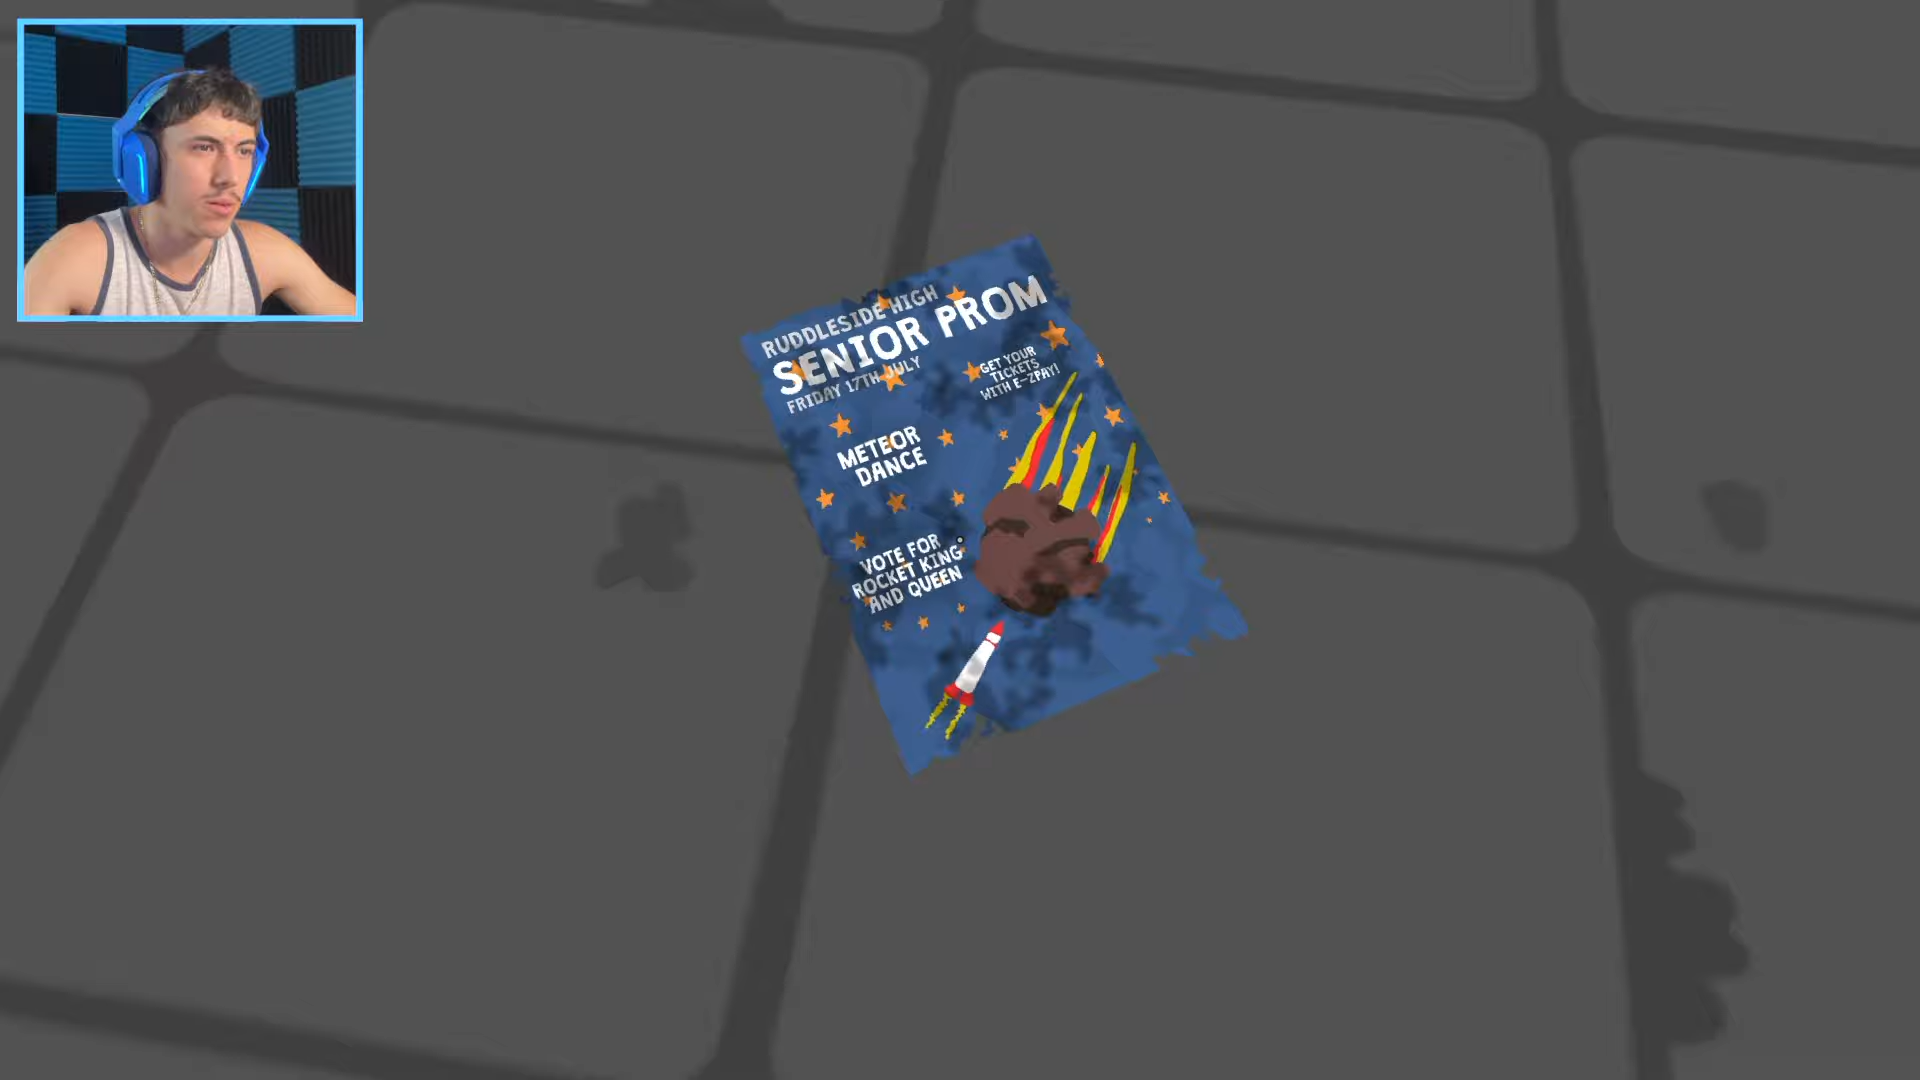 RUDDLESIDE HIGH
SENIOR PROM
FRIDAY 17TH JULY
GET YOUR
TICKETS
WITH E-ZPAY!
METEOR
DANCE
VOTE FOR
ROCKET KING
AND QUEEN